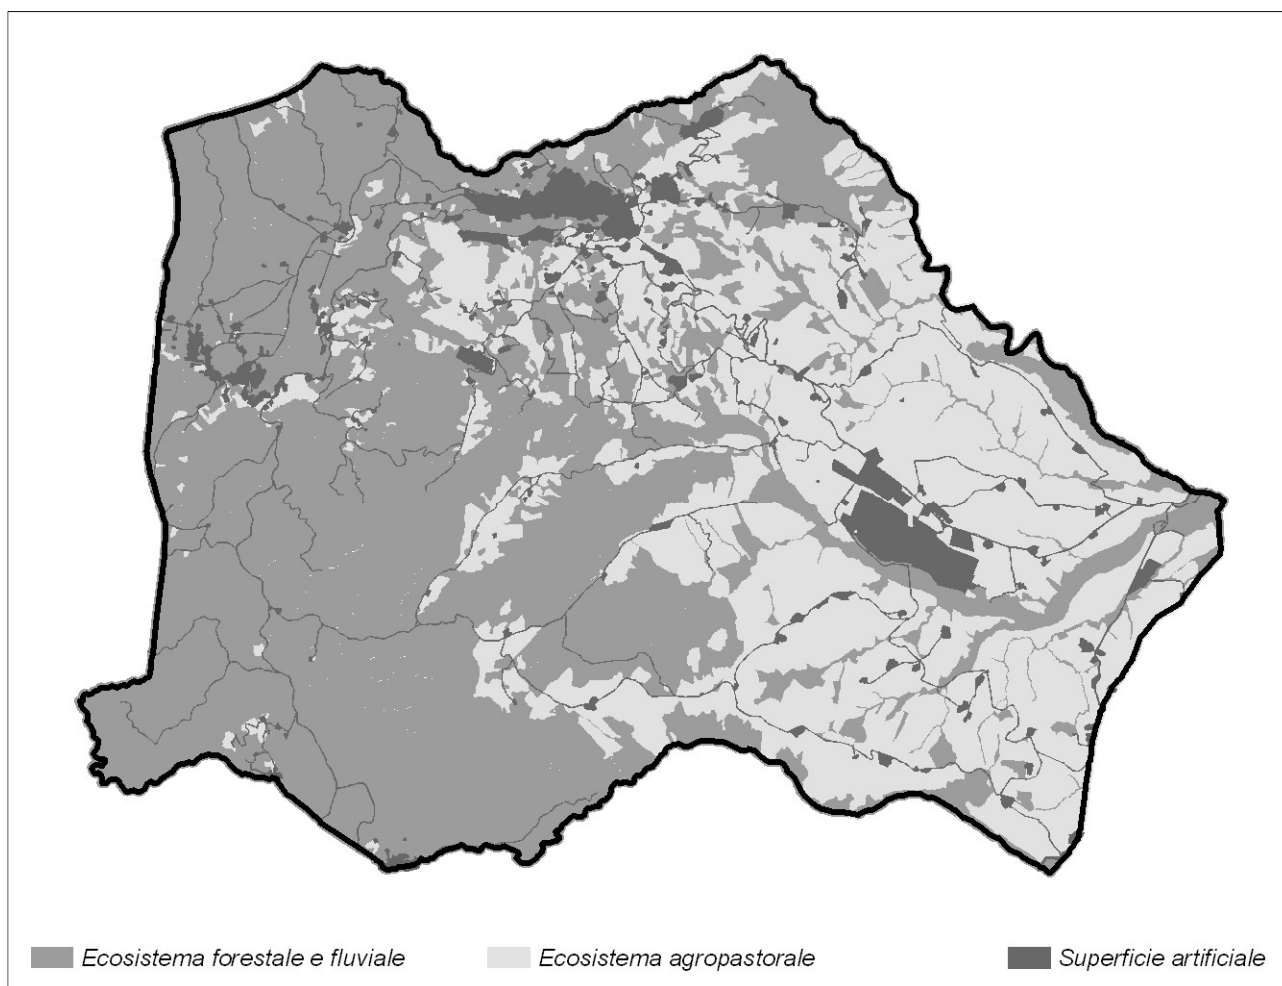 Ecosistema forestale e fluviale
Ecosistema agropastorale
Superficie artificiale